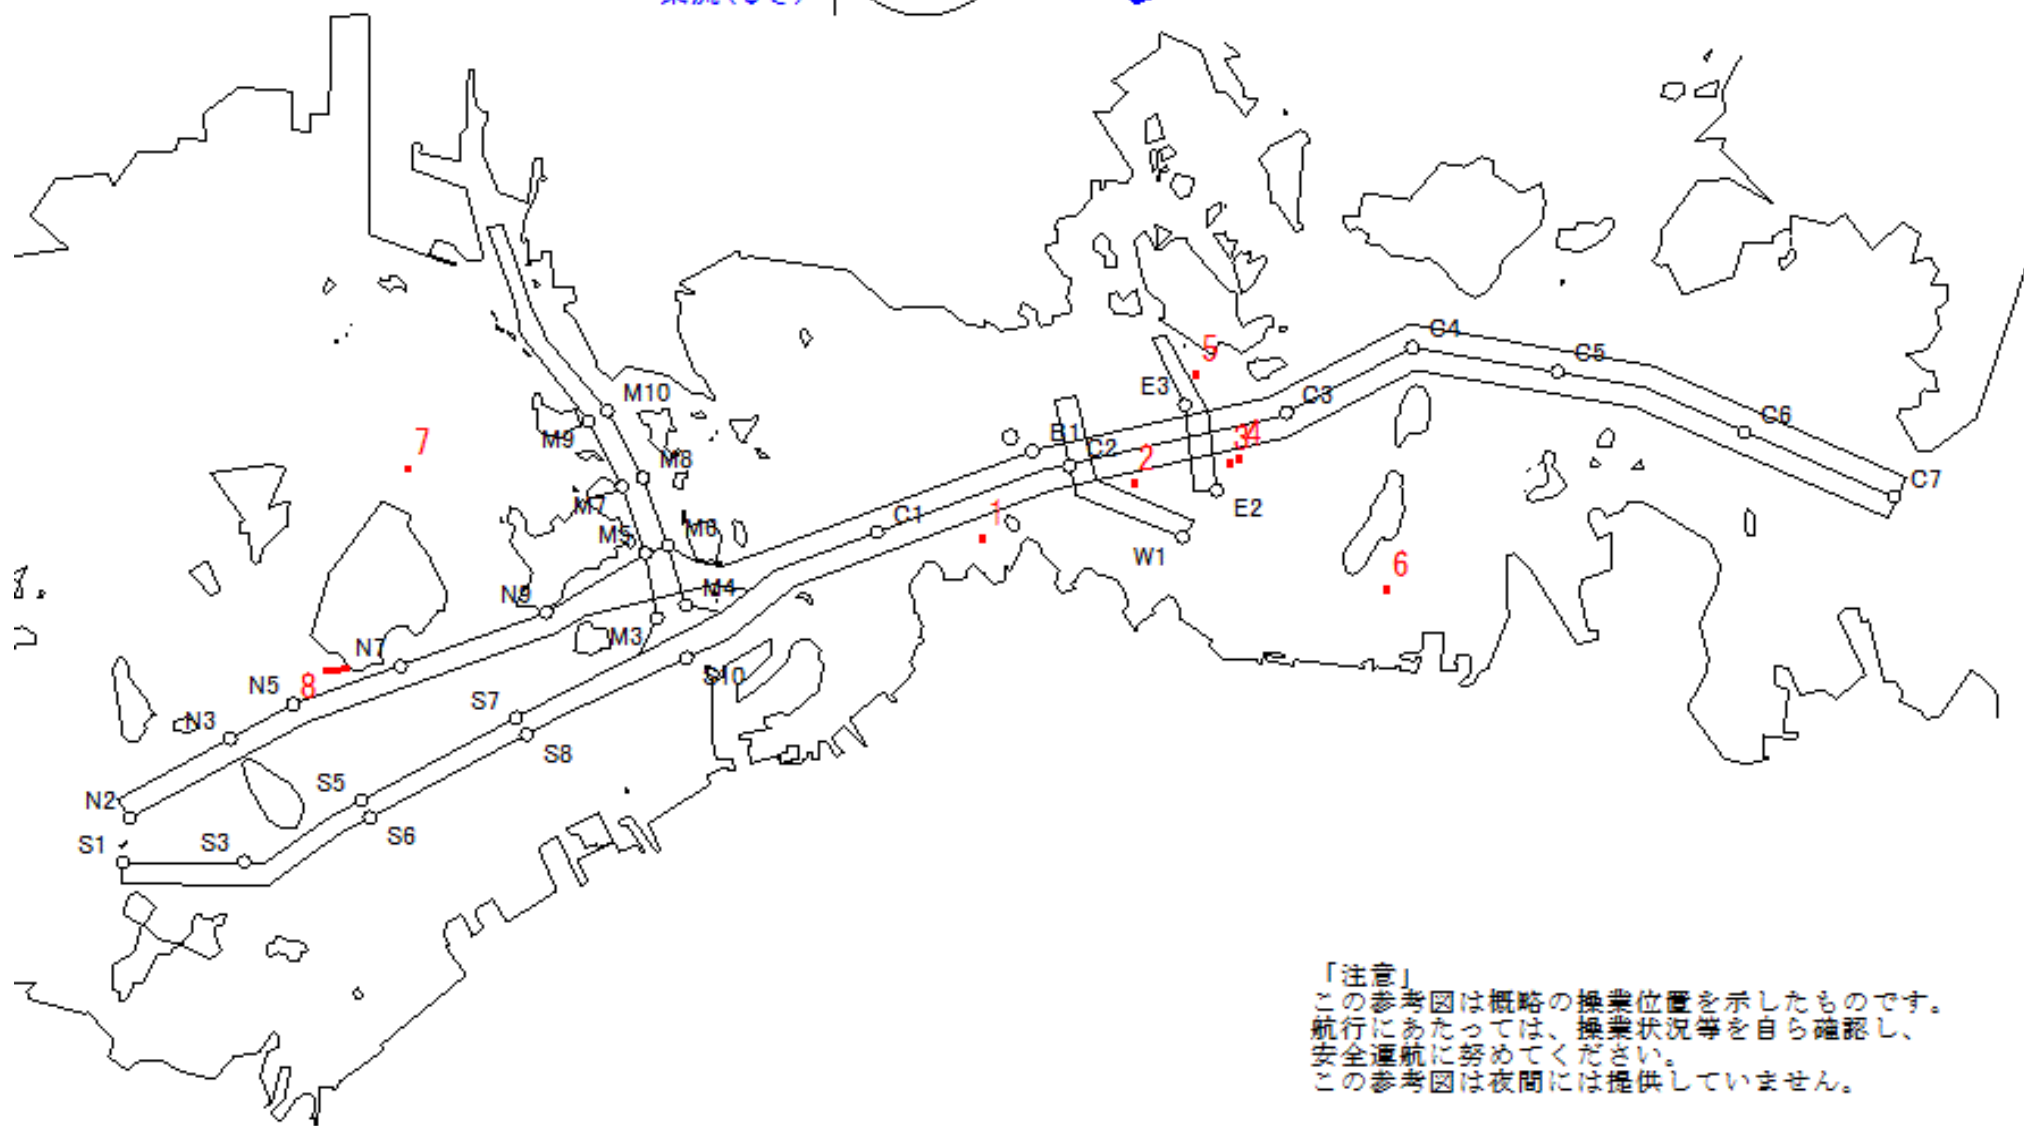 C4
C5
5
E3
M10
C3
C6
M9
B1
3
4
7
C2
M8
2
C7
M7
E2
M5
M6
C1
1
W1
6
N9
M4
M3
N7
S10
N5
8
N3
S7
S8
S5
N2
S6
S1
S3
「注意」
この参考図は概略の操業位置を示したものです。
航行にあたっては、操業状況等を自ら確認し、
安全運航に努めてください。
この参考図は夜間には提供していません。